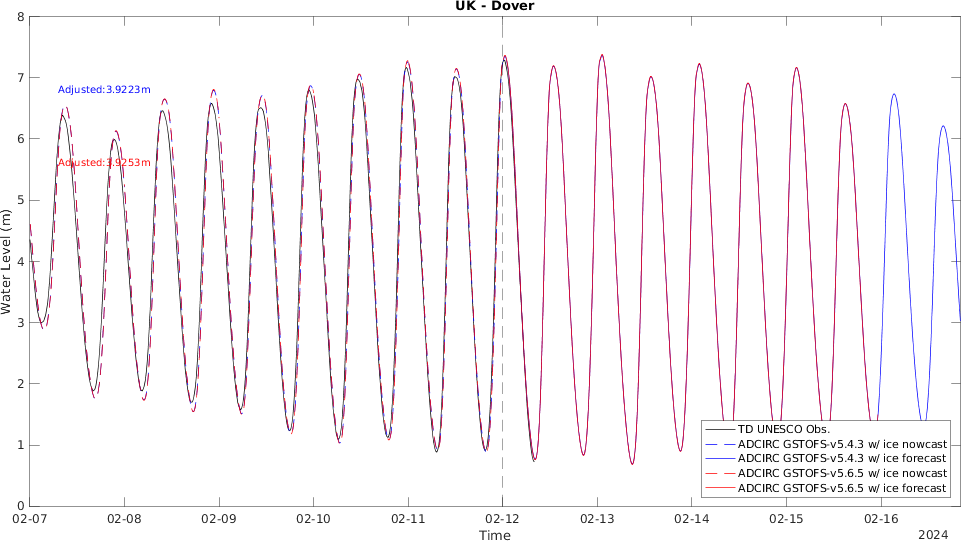 UK - Dover
8
7
6
5
4
3
2
1
0
Water Level (m)
Adjusted:3.9223m
Adjusted:3.9253m
TD UNESCO Obs.
ADCIRC GSTOFS-v5.4.3 w/ ice nowcast
ADCIRC GSTOFS-v5.4.3 w/ ice forecast
ADCIRC GSTOFS-v5.6.5 w/ ice nowcast
ADCIRC GSTOFS-v5.6.5 w/ ice forecast
02-07 02-08 02-09 02-10 02-11 02-12 02-13 02-14 02-15 02-16
Time
2024